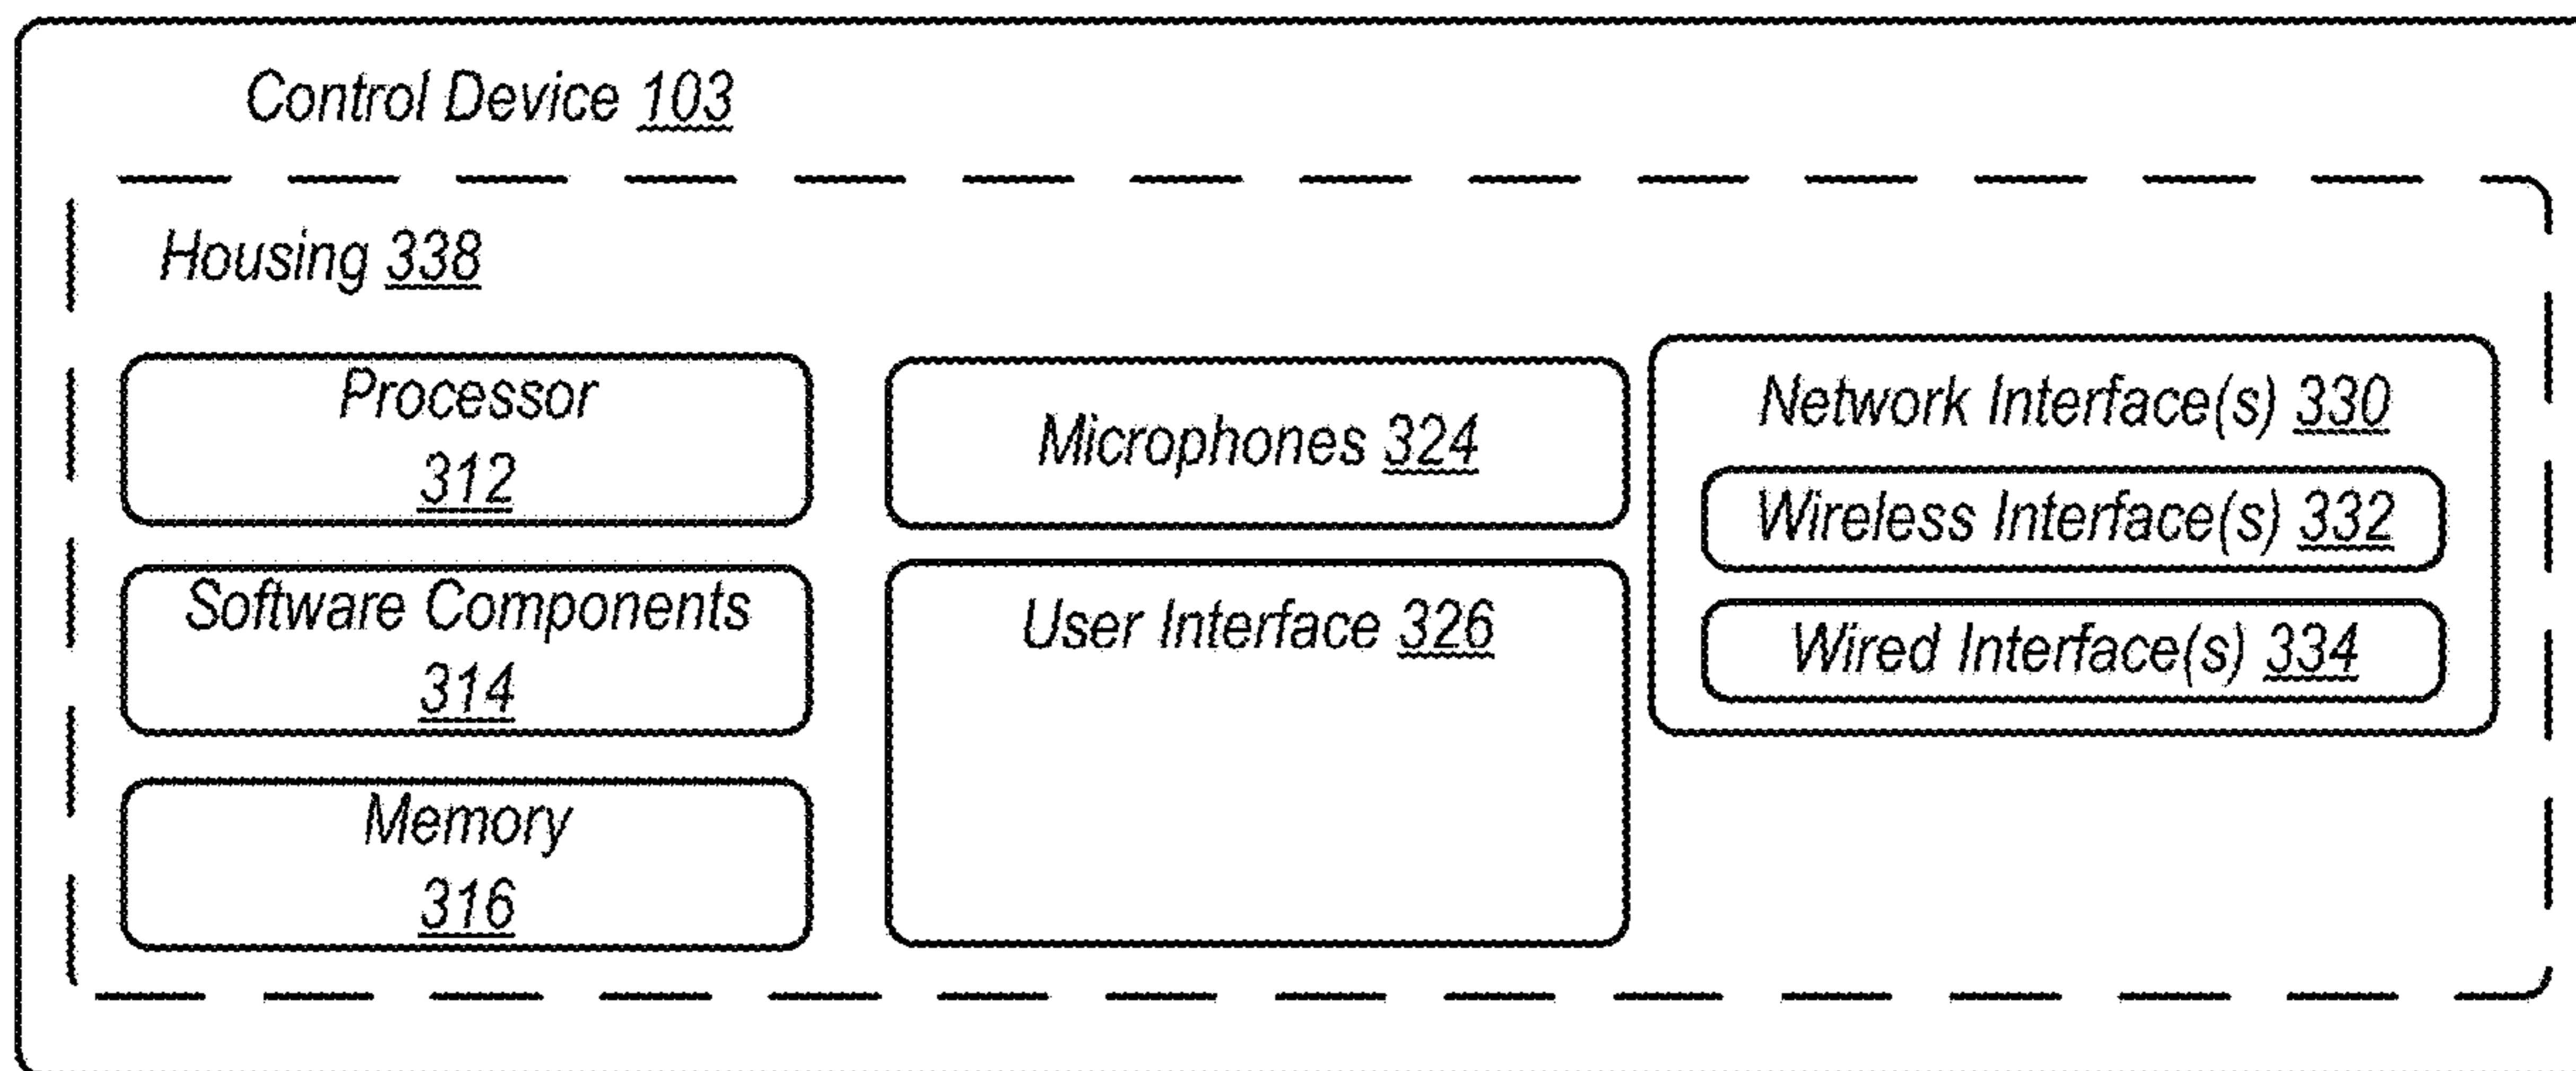 Control Device 103
Housing 338
Processor
312
Software Components
314
Memory
316
Microphones 324
User Interface 326
Network Interface(s) 330
Wireless Interface(s) 332
Wired Interface(s) 334